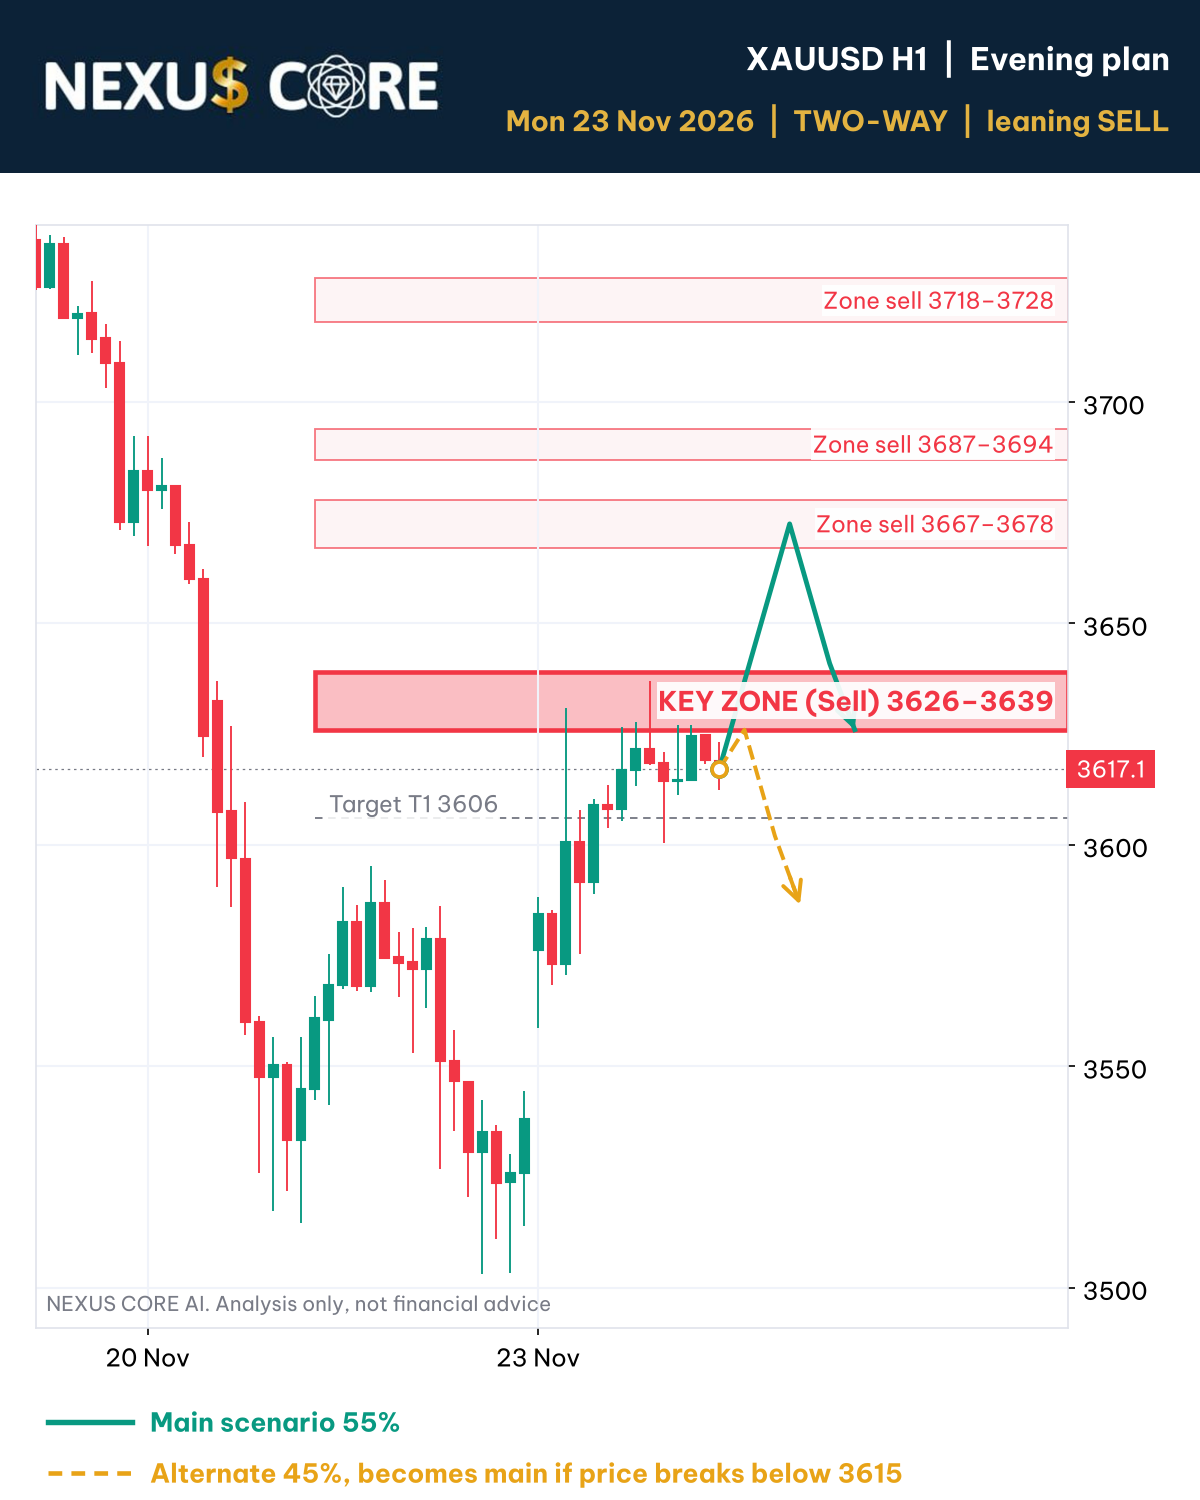 NEXU$ CORE
XAUUSD H1 | Evening plan
Mon 23 Nov 2026 | TWO-WAY | leaning SELL
Zone sell 3718–3728
3700
Zone sell 3687–3694
Zone sell 3667–3678
3650
KEY ZONE (Sell) 3626–3639
3617.1
Target T1 3606
3600
3550
3500
NEXUS CORE AI. Analysis only, not financial advice
20 Nov
23 Nov
Main scenario 55%
Alternate 45%, becomes main if price breaks below 3615